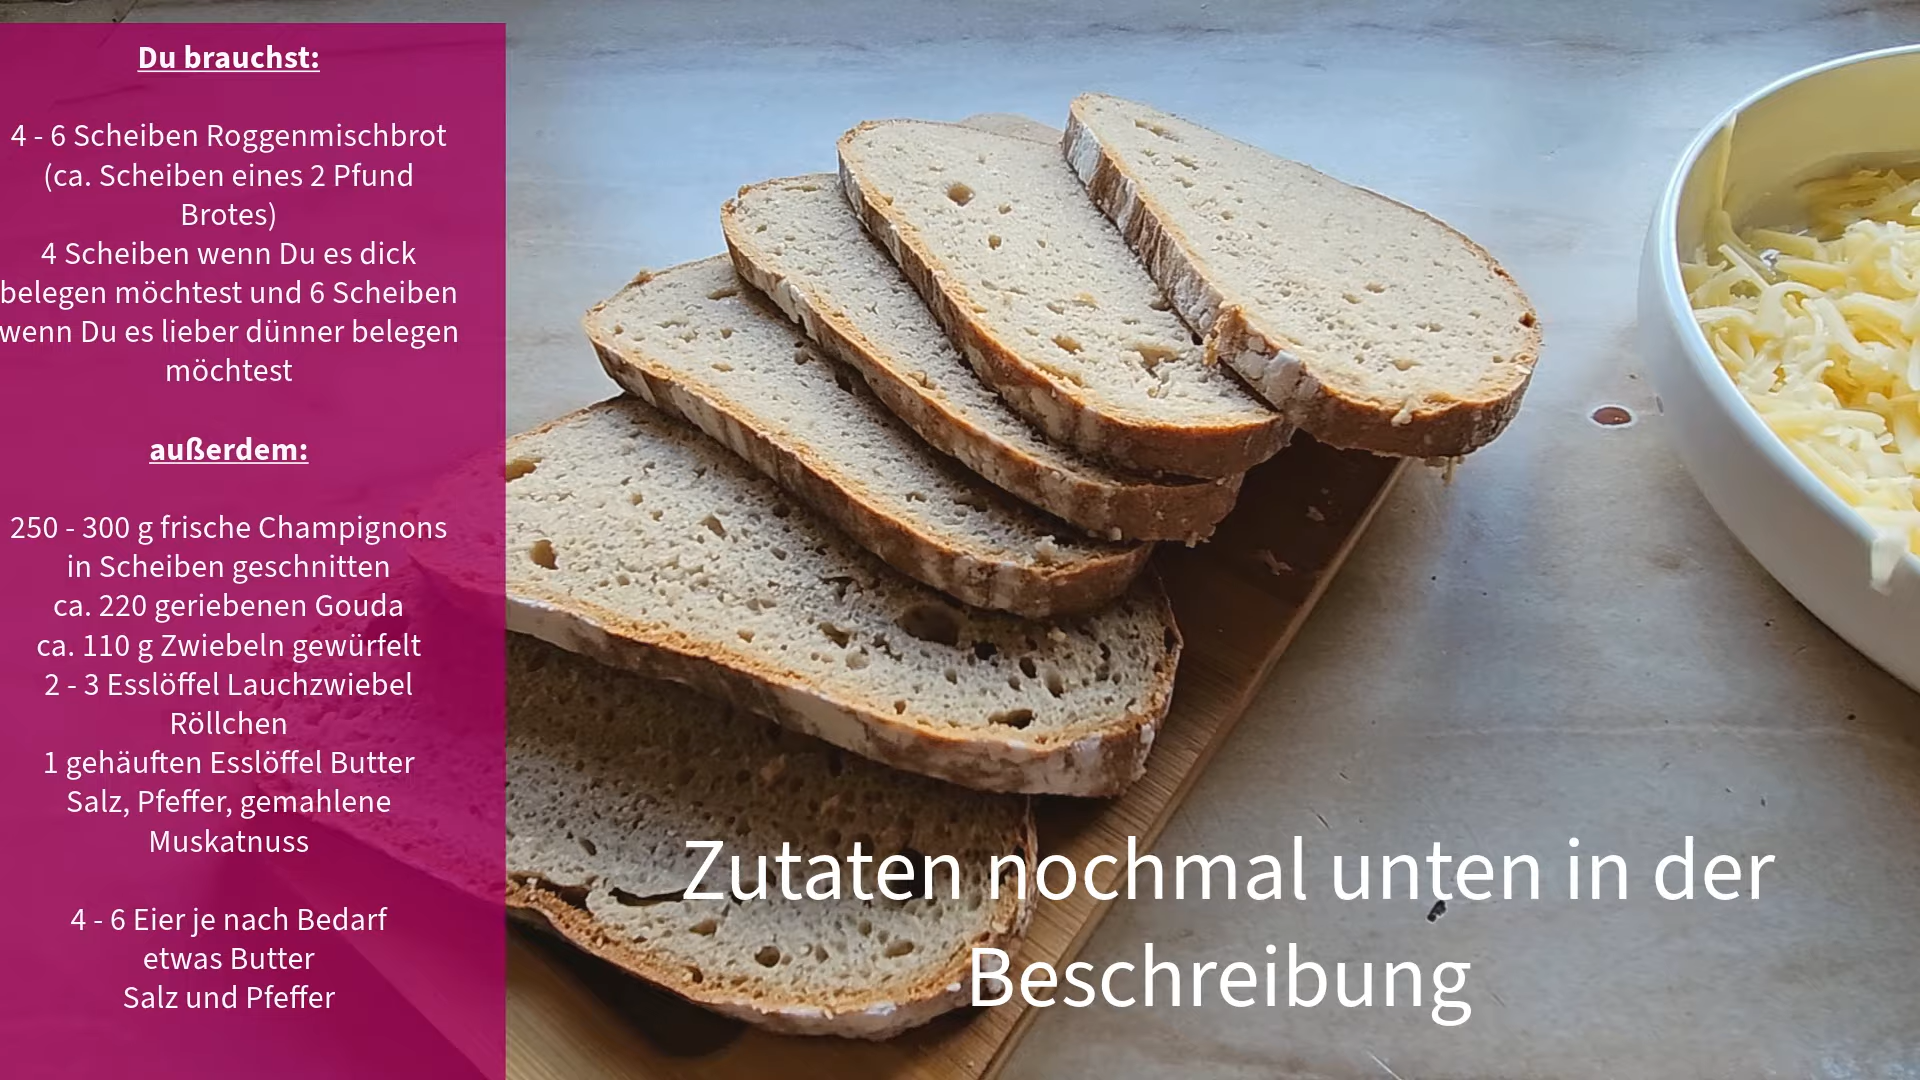 Du brauchst:
4 - 6 Scheiben Roggenmischbrot
(ca. Scheiben eines 2 Pfund
Brotes)
4 Scheiben wenn Du es dick
belegen möchtest und 6 Scheiben
wenn Du es lieber dünner belegen
möchtest
außerdem:
250 - 300 g frische Champignons
in Scheiben geschnitten
ca. 220 geriebenen Gouda
ca. 110 g Zwiebeln gewürfelt
2 - 3 Esslöffel Lauchzwiebel
Röllchen
1 gehäuften Esslöffel Butter
Salz, Pfeffer, gemahlene
Muskatnuss
4 - 6 Eier je nach Bedarf
etwas Butter
Salz und Pfeffer
Zutaten nochmal unten in der
Beschreibung